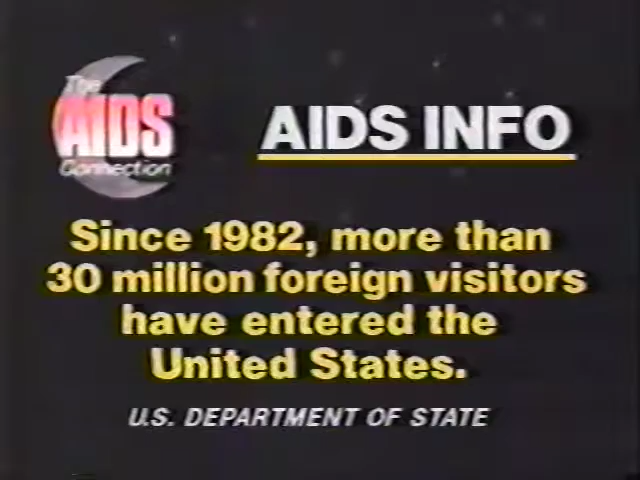 The
AIDS
Connection
AIDS INFO
Since 1982, more than
30 million foreign visitors
have entered the
United States.
U.S. DEPARTMENT OF STATE